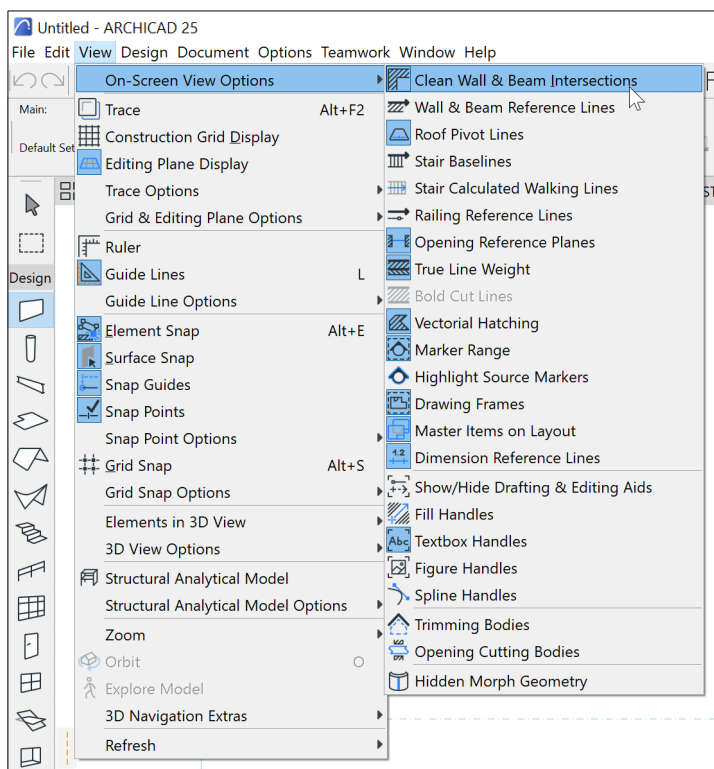 Untitled - ARCHICAD 25
File Edit View Design Document Options Teamwork Window Help
Main:
Default Set
Design
On-Screen View Options
Trace Alt+F2
Construction Grid Display
Editing Plane Display
Trace Options
Grid & Editing Plane Options
Ruler
Guide Lines L
Guide Line Options
Element Snap Alt+E
Surface Snap
Snap Guides
Snap Points
Snap Point Options
Grid Snap Alt+S
Grid Snap Options
Elements in 3D View
3D View Options
Structural Analytical Model
Structural Analytical Model Options
Zoom
Orbit O
Explore Model
3D Navigation Extras
Refresh
Clean Wall & Beam Intersections
Wall & Beam Reference Lines
Roof Pivot Lines
Stair Baselines
Stair Calculated Walking Lines
Railing Reference Lines
Opening Reference Planes
True Line Weight
Bold Cut Lines
Vectorial Hatching
Marker Range
Highlight Source Markers
Drawing Frames
Master Items on Layout
1.2 Dimension Reference Lines
Show/Hide Drafting & Editing Aids
Fill Handles
Abc Textbox Handles
Figure Handles
Spline Handles
Trimming Bodies
Opening Cutting Bodies
Hidden Morph Geometry